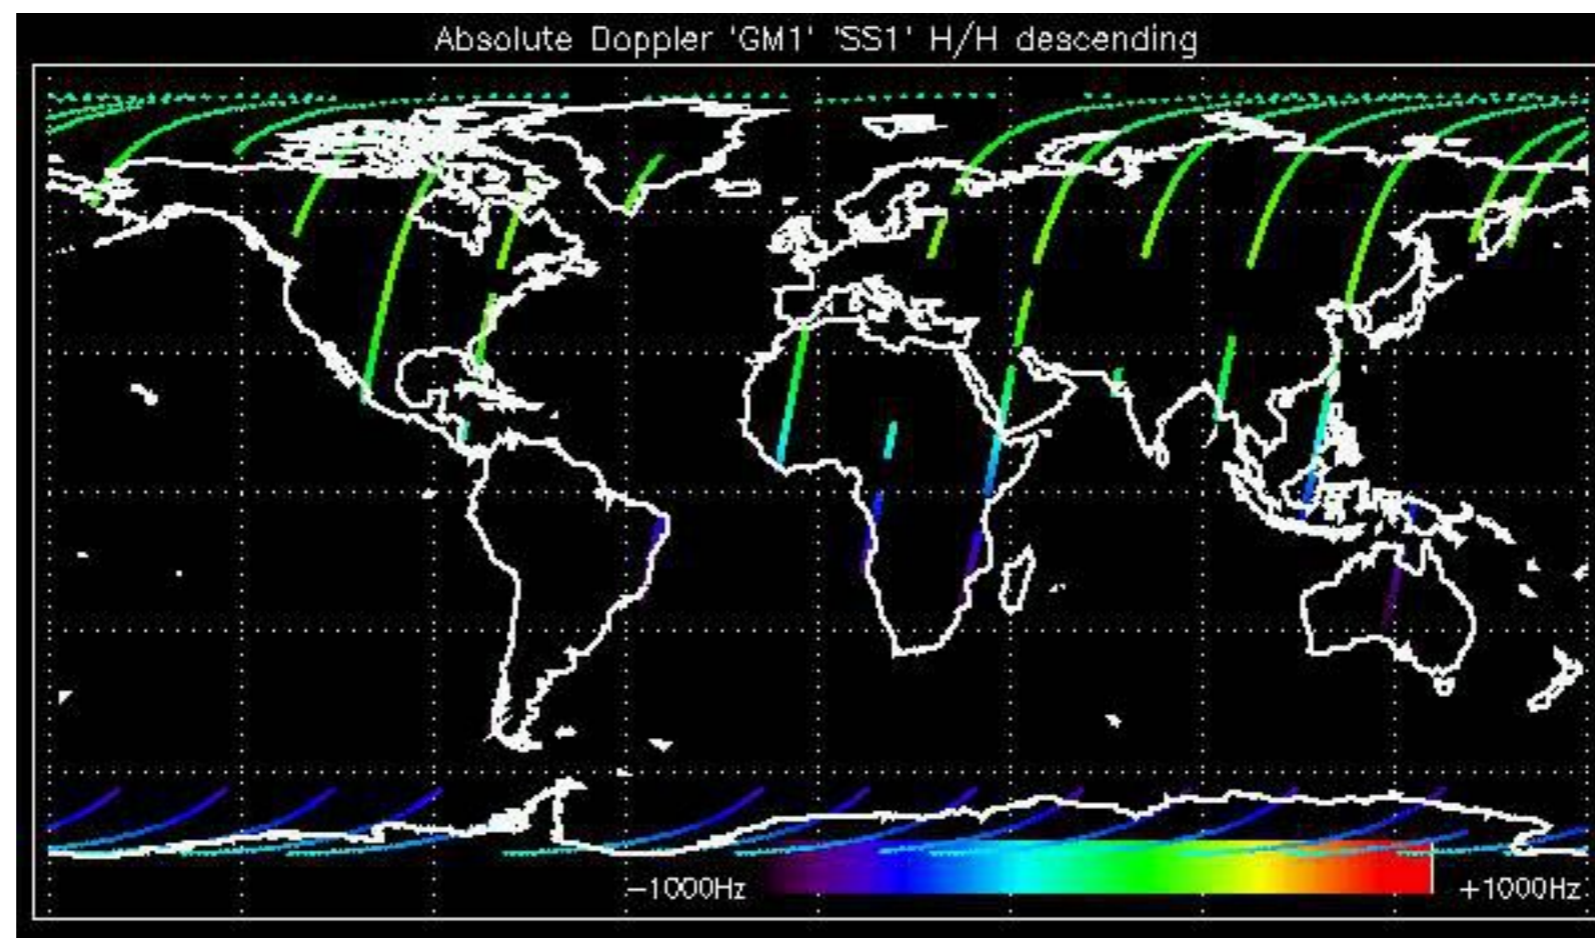 Absolute Doppler 'GM1' 'SS1' H/H descending
-1000Hz
+1000Hz